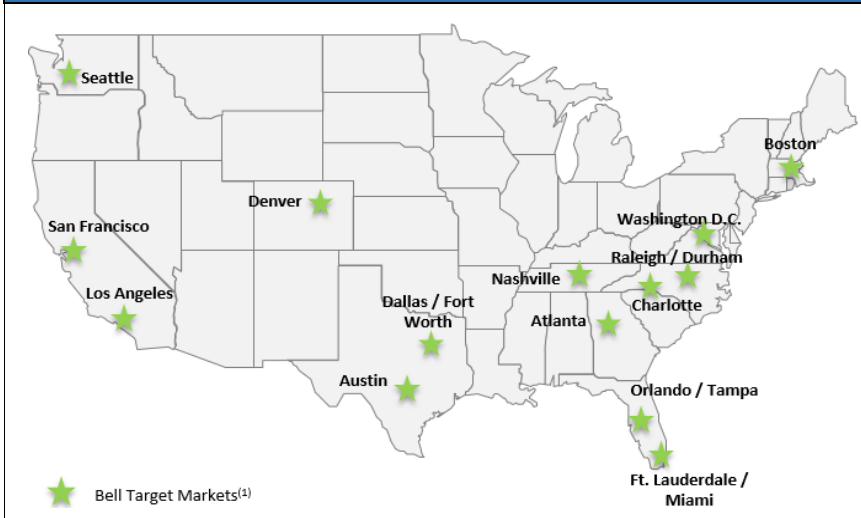 Seattle
Boston
Denver
Washington D.C.
San Francisco
Raleigh / Durham
Nashville
Los Angeles
Dallas / Fort
Worth
Charlotte
Atlanta
Austin
Orlando / Tampa
Ft. Lauderdale /
Miami
Bell Target Markets(1)